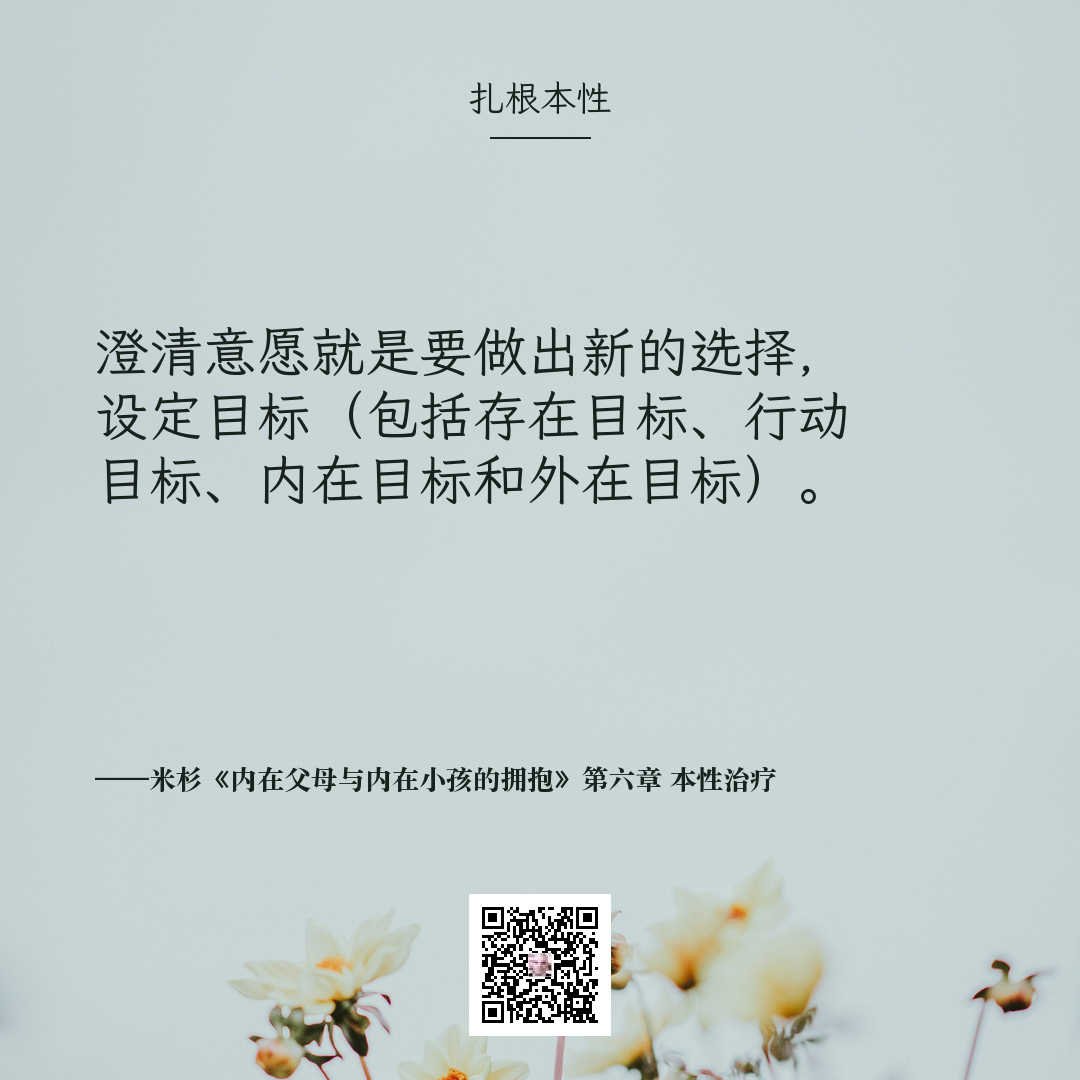 扎根本性
澄清意愿就是要做出新的选择，
设定目标（包括存在目标、行动
目标、内在目标和外在目标）。
——米杉《内在父母与内在小孩的拥抱》第六章 本性治疗